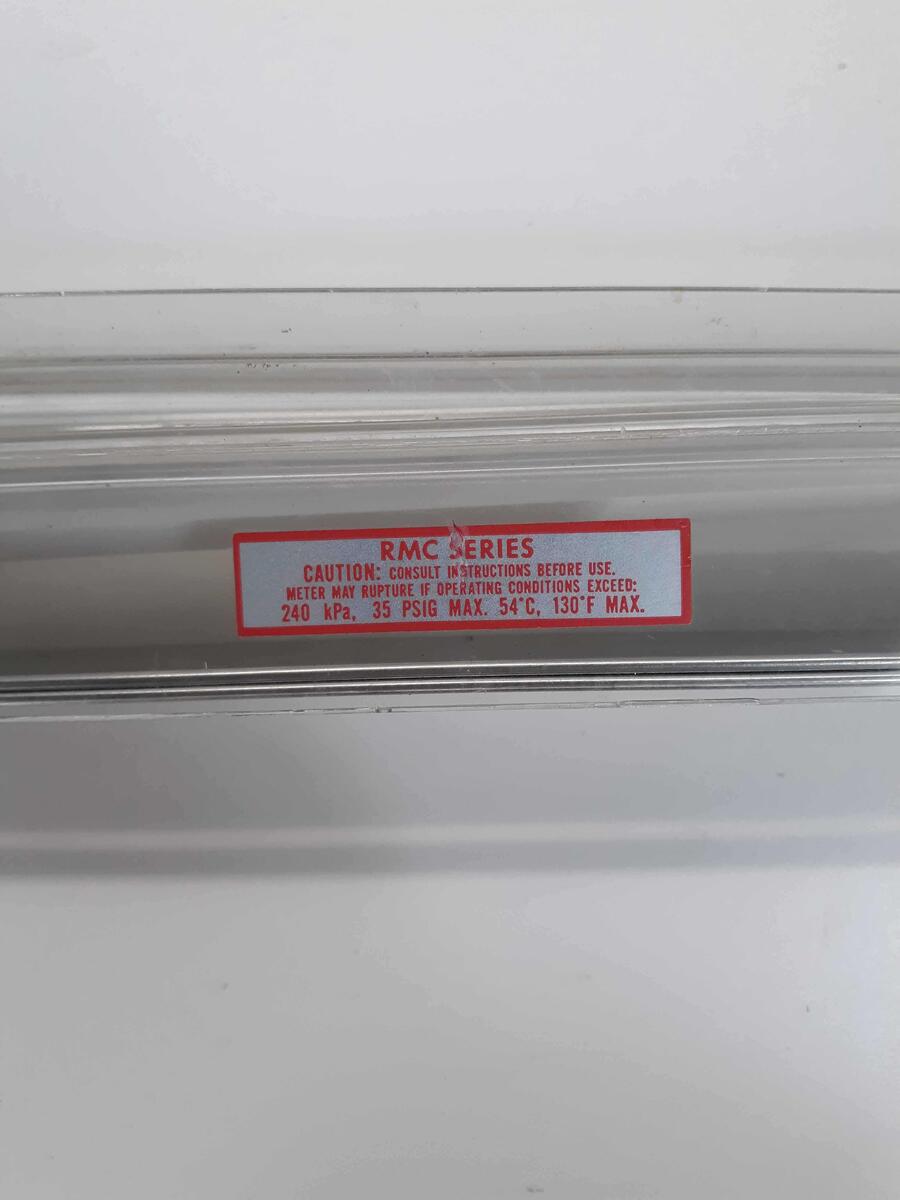 RMC SERIES
CAUTION: CONSULT INSTRUCTIONS BEFORE USE.
METER MAY RUPTURE IF OPERATING CONDITIONS EXCEED:
240 kPa, 35 PSIG MAX. 54°C, 130°F MAX.